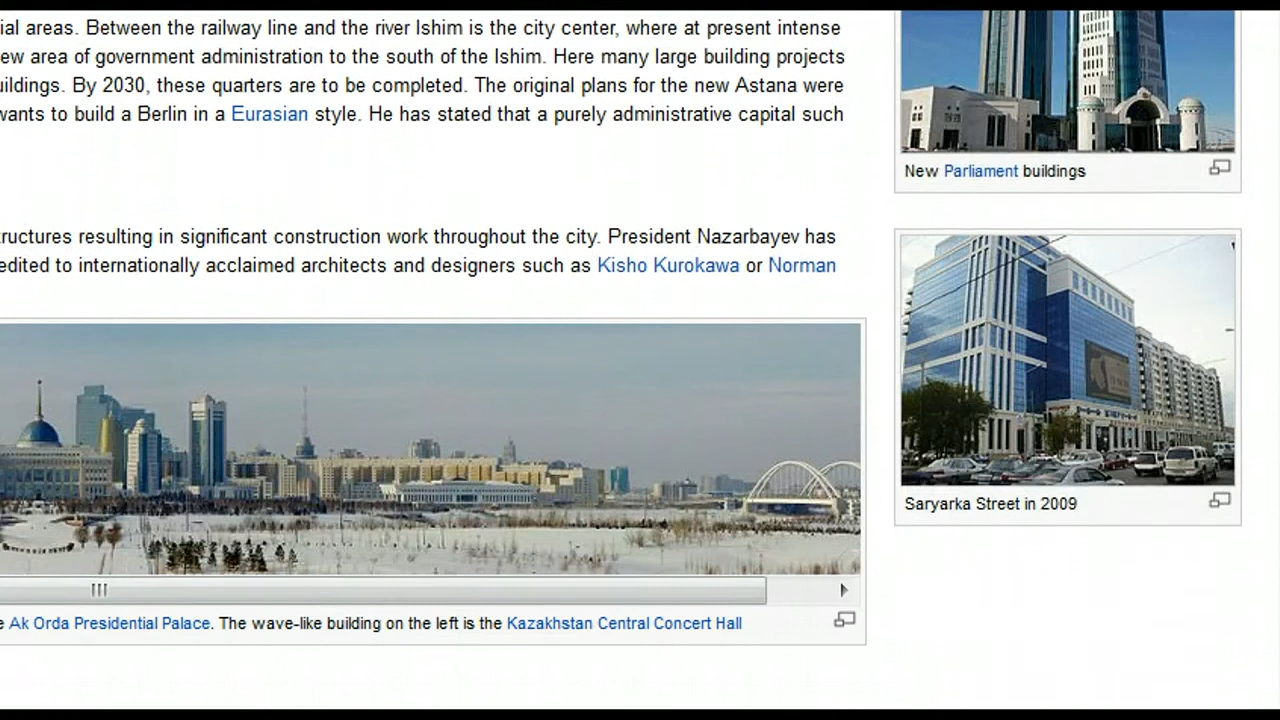 ial areas. Between the railway line and the river Ishim is the city center, where at present intense
ew area of government administration to the south of the Ishim. Here many large building projects
uildings. By 2030, these quarters are to be completed. The original plans for the new Astana were
wants to build a Berlin in a Eurasian style. He has stated that a purely administrative capital such
New Parliament buildings
tructures resulting in significant construction work throughout the city. President Nazarbayev has
edited to internationally acclaimed architects and designers such as Kisho Kurokawa or Norman
Saryarka Street in 2009
e Ak Orda Presidential Palace. The wave-like building on the left is the Kazakhstan Central Concert Hall